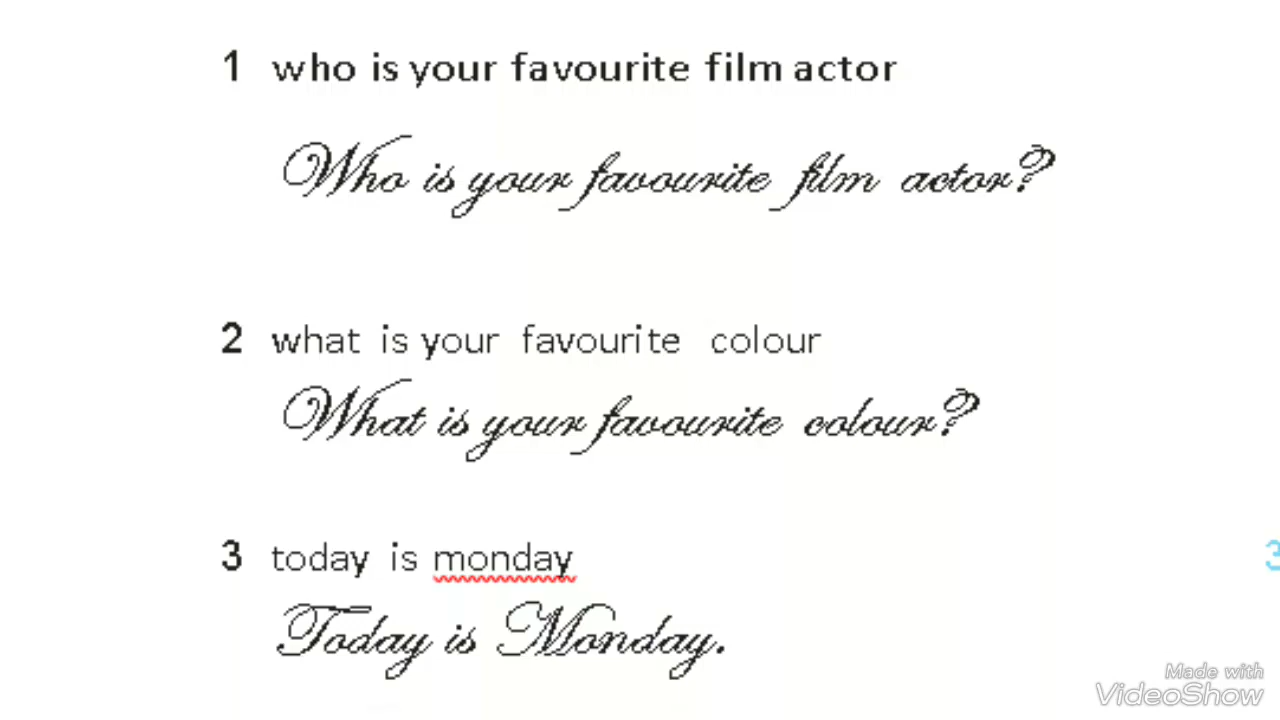 1 who is your favourite film actor
Who is your favourite film actor?
2 what is your favourite colour
What is your favourite colour?
3 today is monday
3
Today is Monday.
Made with
VideoShow